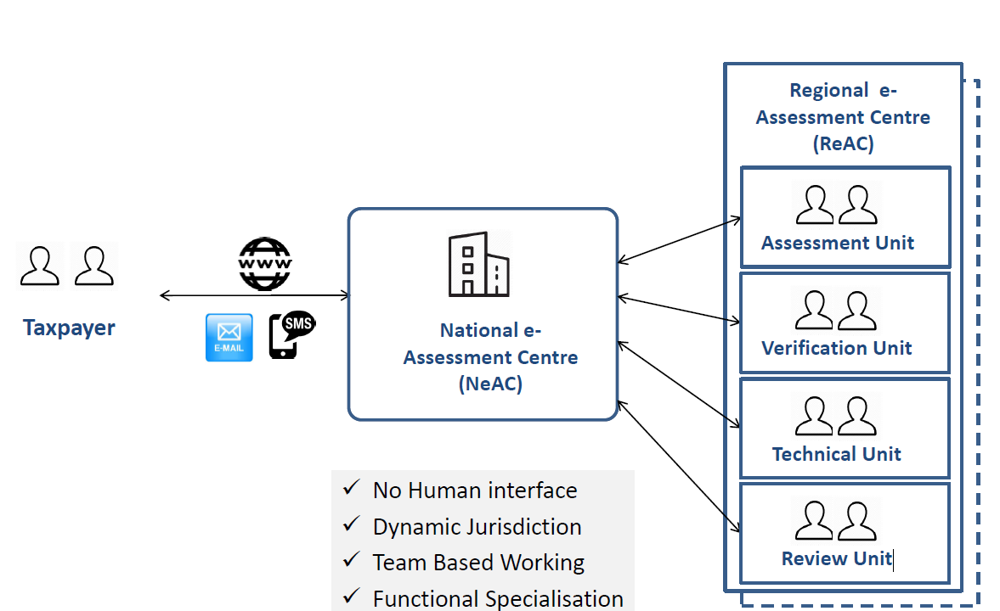 Regional e-
Assessment Centre
(ReAC)
Assessment Unit
Verification Unit
Technical Unit
Review Unit
www
E-MAIL
SMS
Taxpayer
National e-
Assessment Centre
(NeAC)
✓ No Human interface
✓ Dynamic Jurisdiction
✓ Team Based Working
✓ Functional Specialisation